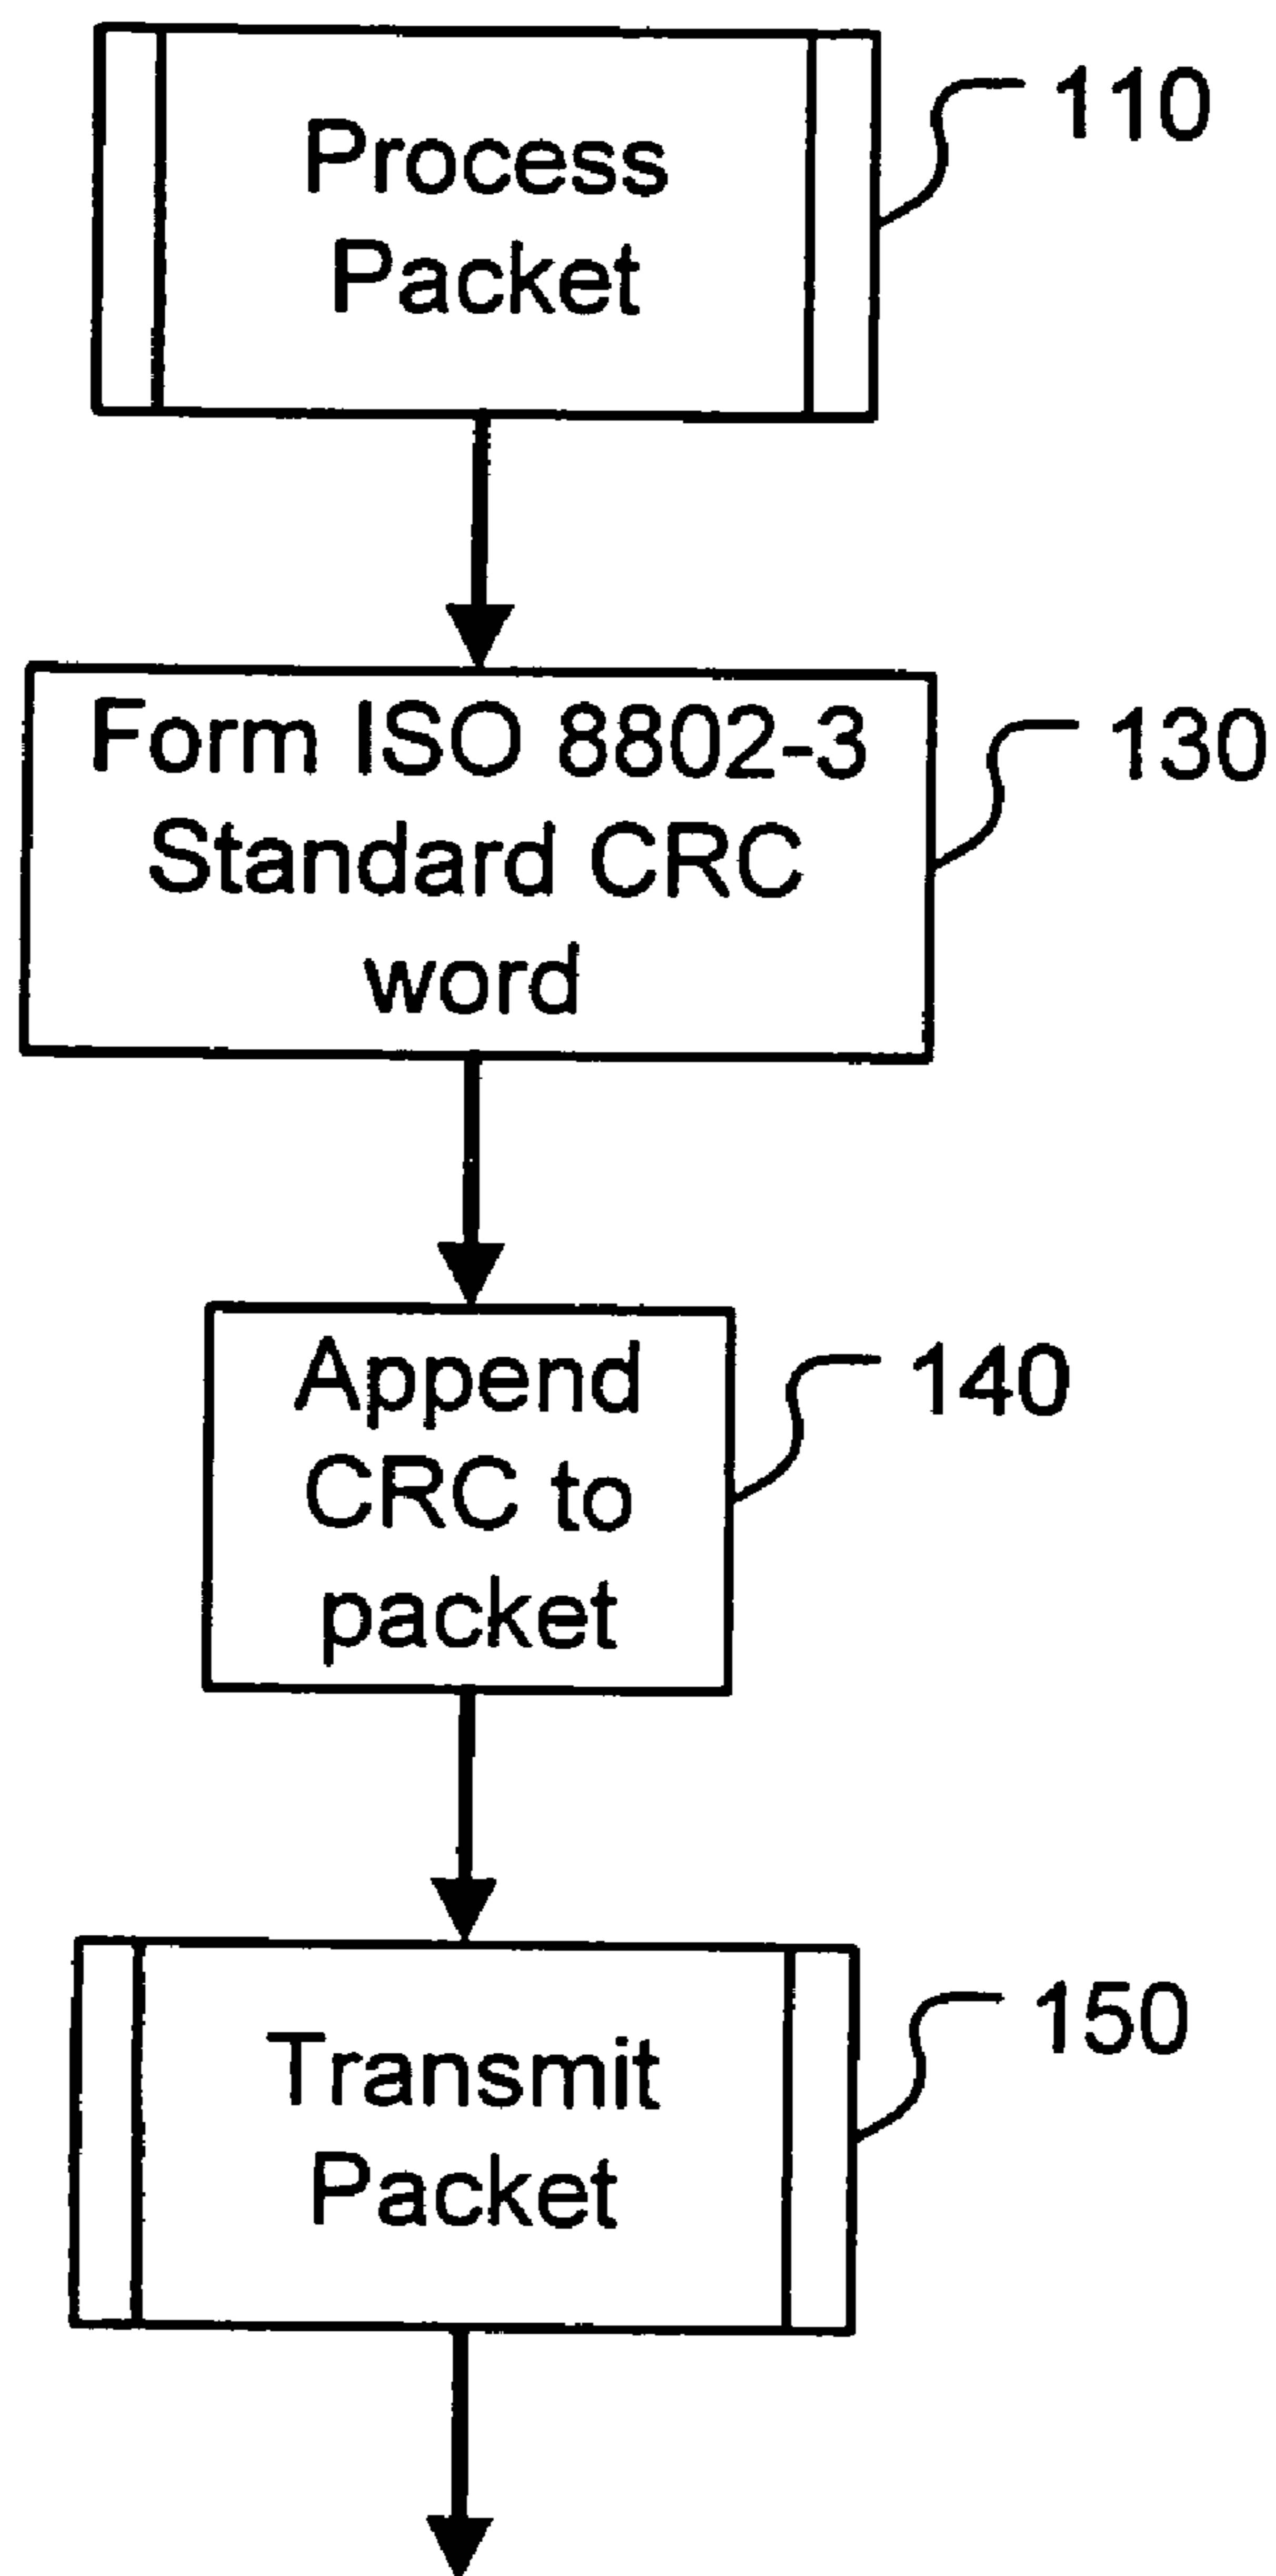 Process
Packet
110
Form ISO 8802-3
Standard CRC
word
130
Append
CRC to
packet
140
Transmit
Packet
150